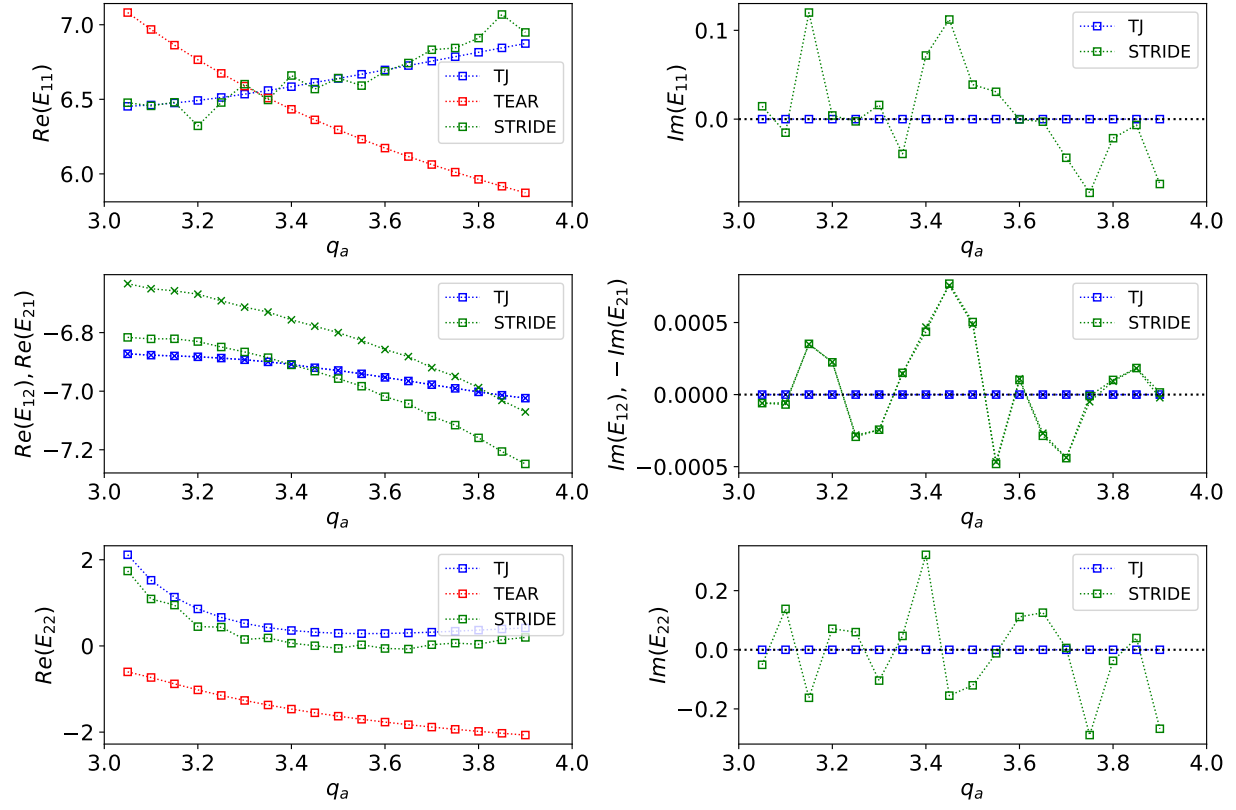 Re(E₁₁)
7.0
6.5
6.0
TJ
TEAR
STRIDE
3.0 3.2 3.4 3.6 3.8 4.0
qₐ
Im(E₁₁)
0.1
0.0
TJ
STRIDE
3.0 3.2 3.4 3.6 3.8 4.0
qₐ
Re(E₁₂), Re(E₂₁)
−6.8
−7.0
−7.2
TJ
STRIDE
3.0 3.2 3.4 3.6 3.8 4.0
qₐ
Im(E₁₂), − Im(E₂₁)
0.0005
0.0000
−0.0005
TJ
STRIDE
3.0 3.2 3.4 3.6 3.8 4.0
qₐ
Re(E₂₂)
2
0
−2
TJ
TEAR
STRIDE
3.0 3.2 3.4 3.6 3.8 4.0
qₐ
Im(E₂₂)
0.2
0.0
−0.2
TJ
STRIDE
3.0 3.2 3.4 3.6 3.8 4.0
qₐ